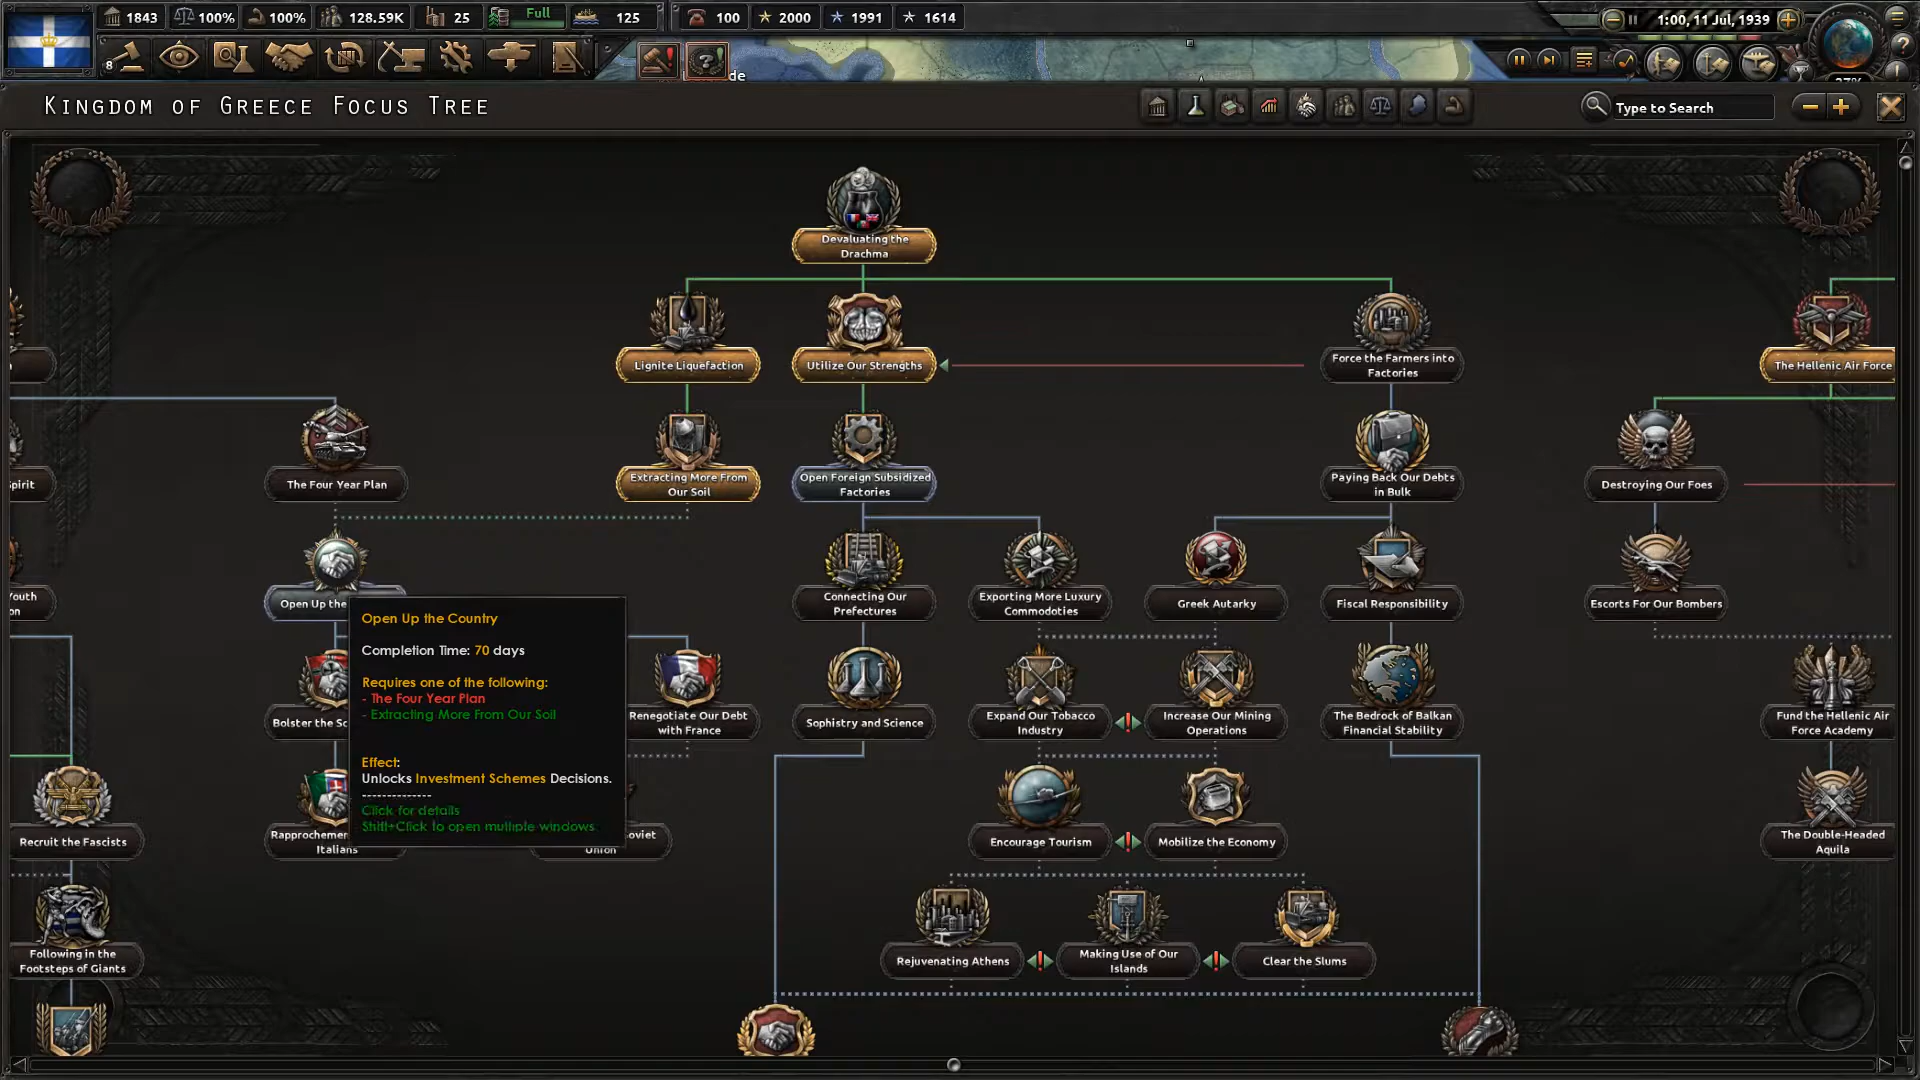 1843
100%
100%
128.59K
25
Full
125
100
2000
1991
1614
1:00, 11 Jul, 1939
8
de
Kingdom of Greece Focus Tree
Type to Search
Devaluating the
Drachma
Lignite Liquefaction
Utilize Our Strengths
Force the Farmers into
Factories
The Hellenic Air Force
The Four Year Plan
Extracting More From
Our Soil
Open Foreign Subsidized
Factories
Paying Back Our Debts
in Bulk
Destroying Our Foes
Open Up the
Connecting Our
Prefectures
Exporting More Luxury
Commodoties
Greek Autarky
Fiscal Responsibility
Escorts For Our Bombers
Open Up the Country
Completion Time: 70 days
Requires one of the following:
- The Four Year Plan
- Extracting More From Our Soil
Effect:
Unlocks Investment Schemes Decisions.
--------------
Click for details
Shift+Click to open multiple windows
Bolster the Sc
Renegotiate Our Debt
with France
Sophistry and Science
Expand Our Tobacco
Industry
Increase Our Mining
Operations
The Bedrock of Balkan
Financial Stability
Fund the Hellenic Air
Force Academy
Recruit the Fascists
Rapprochemen
Italians
oviet
Union
Encourage Tourism
Mobilize the Economy
The Double-Headed
Aquila
Following in the
Footsteps of Giants
Rejuvenating Athens
Making Use of Our
Islands
Clear the Slums